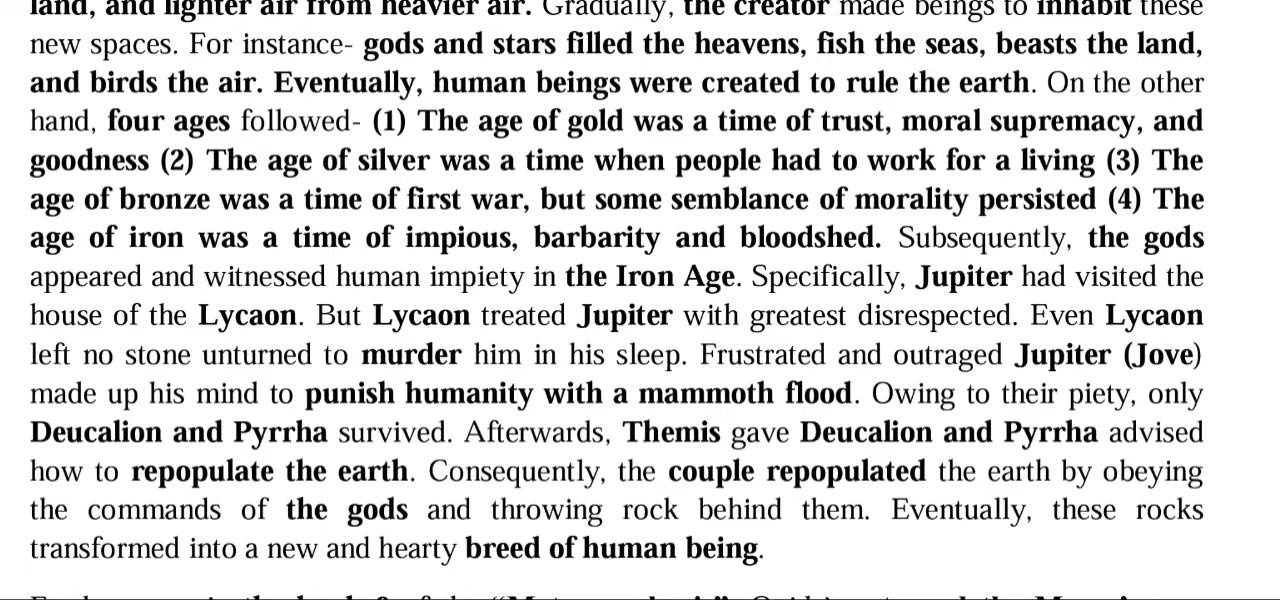 land, and lighter air from heavier air. Gradually, the creator made beings to inhabit these
new spaces. For instance- gods and stars filled the heavens, fish the seas, beasts the land,
and birds the air. Eventually, human beings were created to rule the earth. On the other
hand, four ages followed- (1) The age of gold was a time of trust, moral supremacy, and
goodness (2) The age of silver was a time when people had to work for a living (3) The
age of bronze was a time of first war, but some semblance of morality persisted (4) The
age of iron was a time of impious, barbarity and bloodshed. Subsequently, the gods
appeared and witnessed human impiety in the Iron Age. Specifically, Jupiter had visited the
house of the Lycaon. But Lycaon treated Jupiter with greatest disrespected. Even Lycaon
left no stone unturned to murder him in his sleep. Frustrated and outraged Jupiter (Jove)
made up his mind to punish humanity with a mammoth flood. Owing to their piety, only
Deucalion and Pyrrha survived. Afterwards, Themis gave Deucalion and Pyrrha advised
how to repopulate the earth. Consequently, the couple repopulated the earth by obeying
the commands of the gods and throwing rock behind them. Eventually, these rocks
transformed into a new and hearty breed of human being.